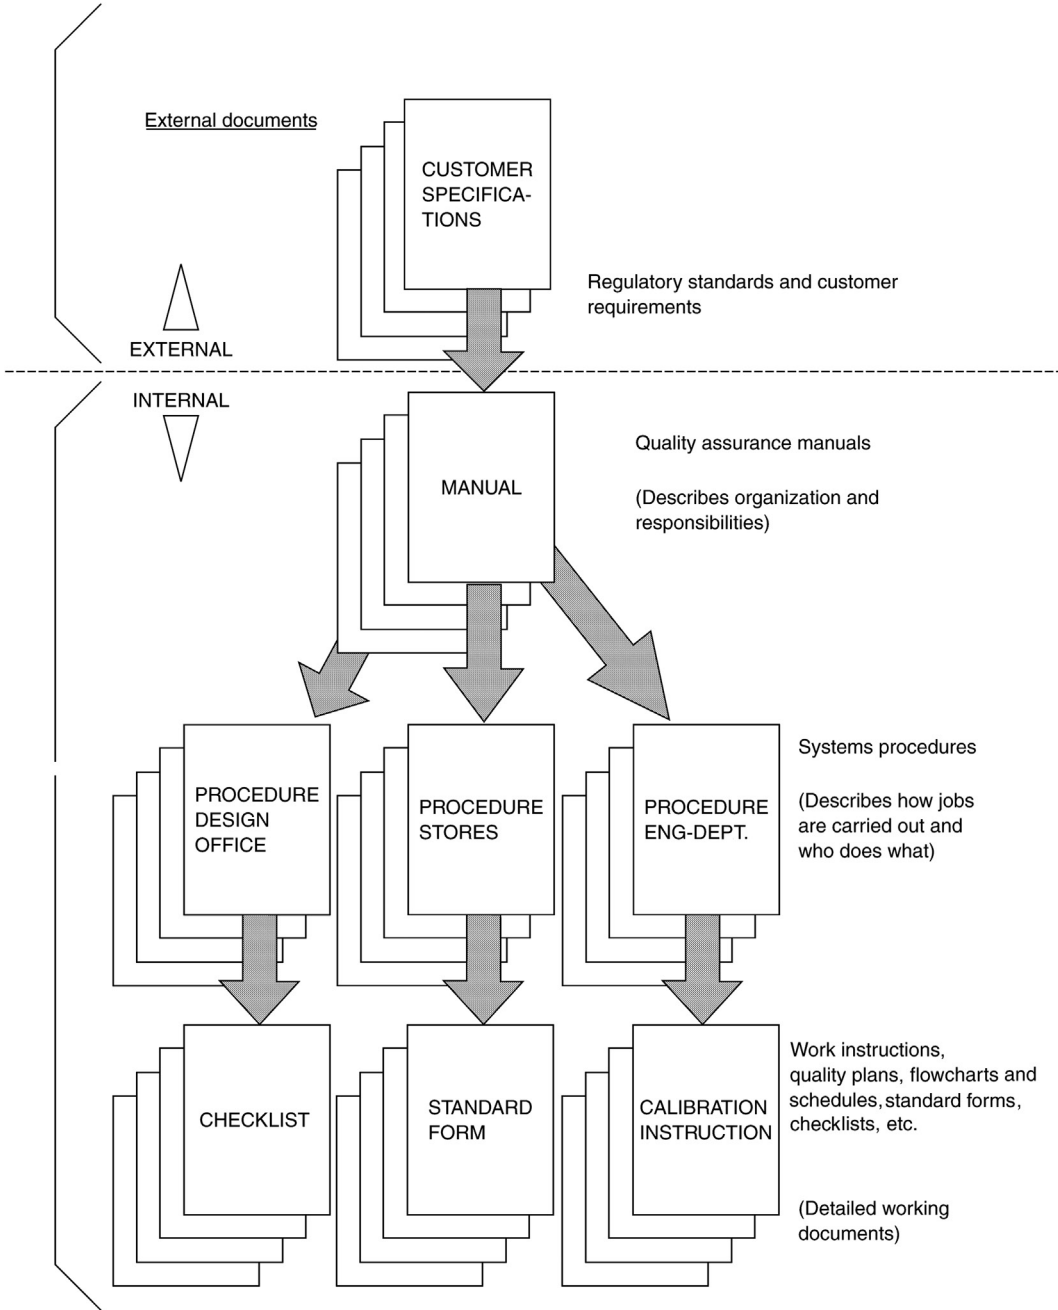 External documents
CUSTOMER
SPECIFICA-
TIONS
Regulatory standards and customer
requirements
EXTERNAL
INTERNAL
MANUAL
Quality assurance manuals
(Describes organization and
responsibilities)
PROCEDURE
DESIGN
OFFICE
PROCEDURE
STORES
PROCEDURE
ENG-DEPT.
Systems procedures
(Describes how jobs
are carried out and
who does what)
CHECKLIST
STANDARD
FORM
CALIBRATION
INSTRUCTION
Work instructions,
quality plans, flowcharts and
schedules, standard forms,
checklists, etc.
(Detailed working
documents)